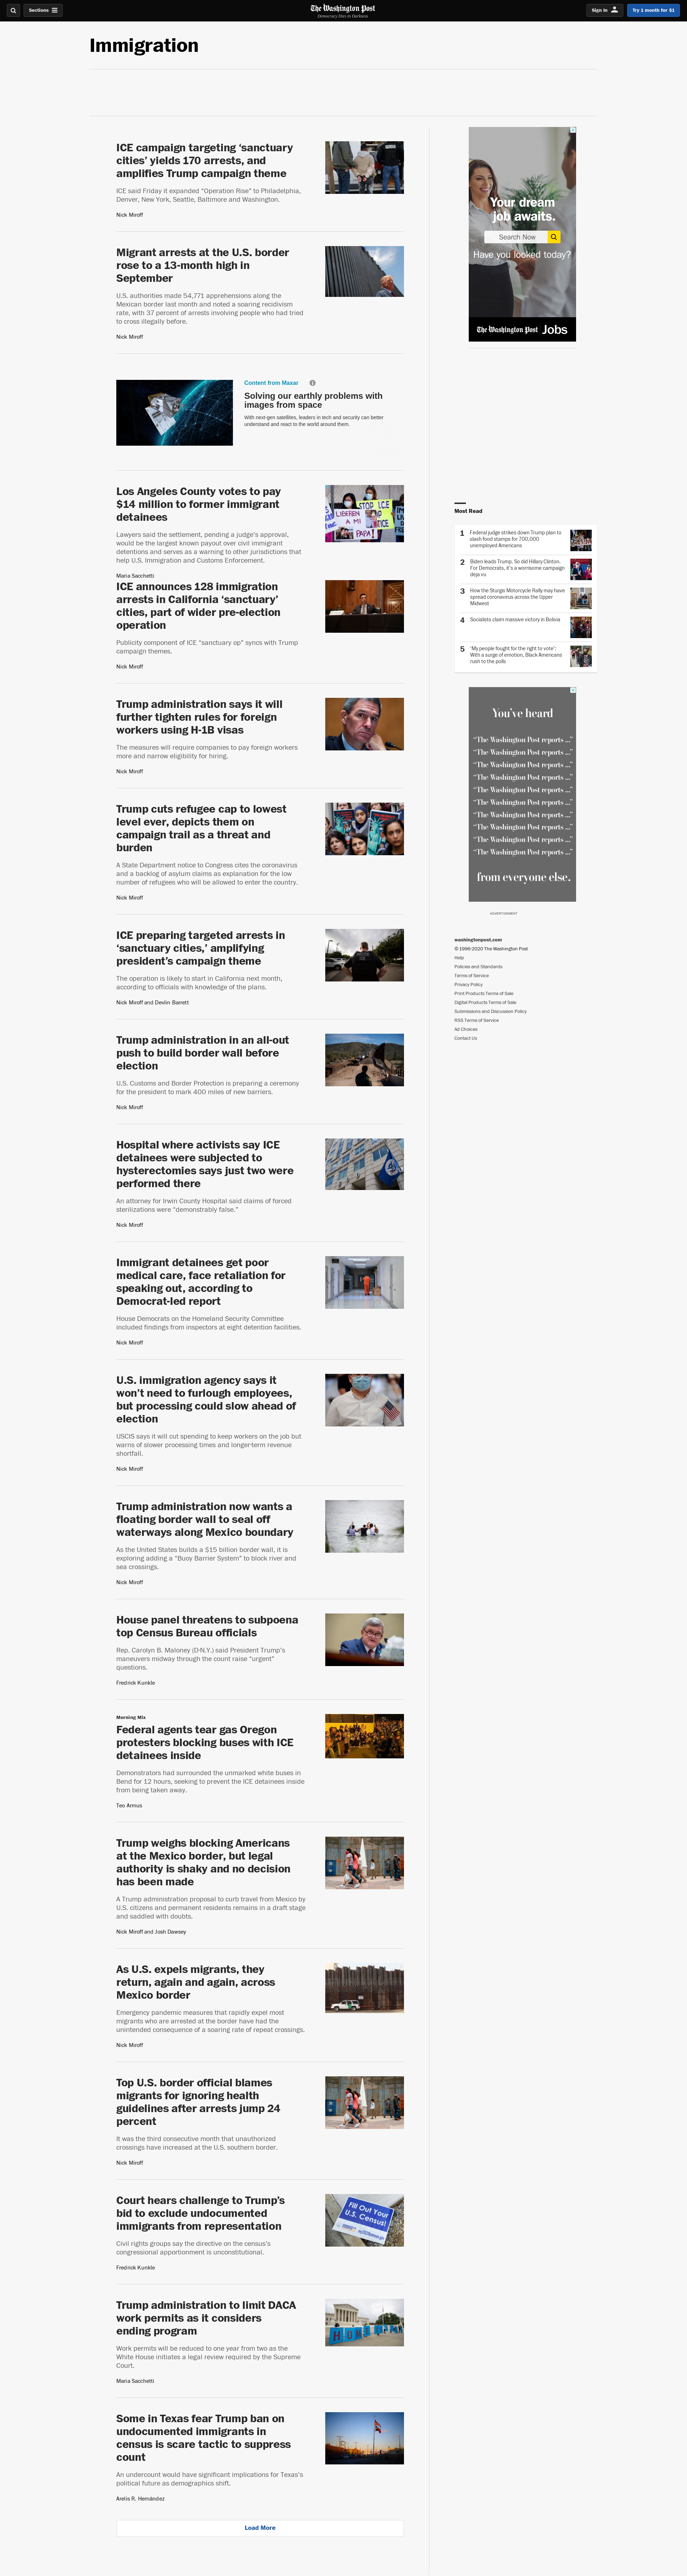 Sections
The Washington Post
Democracy Dies in Darkness
Sign In
Try 1 month for $1
Immigration
ICE campaign targeting ‘sanctuary
cities’ yields 170 arrests, and
amplifies Trump campaign theme
ICE said Friday it expanded “Operation Rise” to Philadelphia,
Denver, New York, Seattle, Baltimore and Washington.
Nick Miroff
Migrant arrests at the U.S. border
rose to a 13-month high in
September
U.S. authorities made 54,771 apprehensions along the
Mexican border last month and noted a soaring recidivism
rate, with 37 percent of arrests involving people who had tried
to cross illegally before.
Nick Miroff
Content from Maxar
Solving our earthly problems with
images from space
With next-gen satellites, leaders in tech and security can better
understand and react to the world around them.
Los Angeles County votes to pay
$14 million to former immigrant
detainees
Lawyers said the settlement, pending a judge’s approval,
would be the largest known payout over civil immigrant
detentions and serves as a warning to other jurisdictions that
help U.S. Immigration and Customs Enforcement.
Maria Sacchetti
STOP
ICE
LIBEREN
A MI
PAPA!
ICE announces 128 immigration
arrests in California ‘sanctuary’
cities, part of wider pre-election
operation
Publicity component of ICE “sanctuary op” syncs with Trump
campaign themes.
Nick Miroff
Trump administration says it will
further tighten rules for foreign
workers using H-1B visas
The measures will require companies to pay foreign workers
more and narrow eligibility for hiring.
Nick Miroff
Trump cuts refugee cap to lowest
level ever, depicts them on
campaign trail as a threat and
burden
A State Department notice to Congress cites the coronavirus
and a backlog of asylum claims as explanation for the low
number of refugees who will be allowed to enter the country.
Nick Miroff
ICE preparing targeted arrests in
‘sanctuary cities,’ amplifying
president’s campaign theme
The operation is likely to start in California next month,
according to officials with knowledge of the plans.
Nick Miroff and Devlin Barrett
Trump administration in an all-out
push to build border wall before
election
U.S. Customs and Border Protection is preparing a ceremony
for the president to mark 400 miles of new barriers.
Nick Miroff
Hospital where activists say ICE
detainees were subjected to
hysterectomies says just two were
performed there
An attorney for Irwin County Hospital said claims of forced
sterilizations were “demonstrably false.”
Nick Miroff
Immigrant detainees get poor
medical care, face retaliation for
speaking out, according to
Democrat-led report
House Democrats on the Homeland Security Committee
included findings from inspectors at eight detention facilities.
Nick Miroff
U.S. immigration agency says it
won’t need to furlough employees,
but processing could slow ahead of
election
USCIS says it will cut spending to keep workers on the job but
warns of slower processing times and longer-term revenue
shortfall.
Nick Miroff
Trump administration now wants a
floating border wall to seal off
waterways along Mexico boundary
As the United States builds a $15 billion border wall, it is
exploring adding a “Buoy Barrier System” to block river and
sea crossings.
Nick Miroff
House panel threatens to subpoena
top Census Bureau officials
Rep. Carolyn B. Maloney (D-N.Y.) said President Trump’s
maneuvers midway through the count raise “urgent”
questions.
Fredrick Kunkle
Morning Mix
Federal agents tear gas Oregon
protesters blocking buses with ICE
detainees inside
Demonstrators had surrounded the unmarked white buses in
Bend for 12 hours, seeking to prevent the ICE detainees inside
from being taken away.
Teo Armus
Trump weighs blocking Americans
at the Mexico border, but legal
authority is shaky and no decision
has been made
A Trump administration proposal to curb travel from Mexico by
U.S. citizens and permanent residents remains in a draft stage
and saddled with doubts.
Nick Miroff and Josh Dawsey
As U.S. expels migrants, they
return, again and again, across
Mexico border
Emergency pandemic measures that rapidly expel most
migrants who are arrested at the border have had the
unintended consequence of a soaring rate of repeat crossings.
Nick Miroff
Top U.S. border official blames
migrants for ignoring health
guidelines after arrests jump 24
percent
It was the third consecutive month that unauthorized
crossings have increased at the U.S. southern border.
Nick Miroff
Court hears challenge to Trump’s
bid to exclude undocumented
immigrants from representation
Civil rights groups say the directive on the census’s
congressional apportionment is unconstitutional.
Fredrick Kunkle
Fill Out Your
U.S. Census!
Trump administration to limit DACA
work permits as it considers
ending program
Work permits will be reduced to one year from two as the
White House initiates a legal review required by the Supreme
Court.
Maria Sacchetti
Some in Texas fear Trump ban on
undocumented immigrants in
census is scare tactic to suppress
count
An undercount would have significant implications for Texas’s
political future as demographics shift.
Arelis R. Hernández
Load More
Your dream
job awaits.
Search Now
Have you looked today?
The Washington Post Jobs
Most Read
1 Federal judge strikes down Trump plan to
slash food stamps for 700,000
unemployed Americans
2 Biden leads Trump. So did Hillary Clinton.
For Democrats, it’s a worrisome campaign
deja vu
3 How the Sturgis Motorcycle Rally may have
spread coronavirus across the Upper
Midwest
4 Socialists claim massive victory in Bolivia
5 ‘My people fought for the right to vote’:
With a surge of emotion, Black Americans
rush to the polls
You’ve heard
“The Washington Post reports ...”
“The Washington Post reports ...”
“The Washington Post reports ...”
“The Washington Post reports ...”
“The Washington Post reports ...”
“The Washington Post reports ...”
“The Washington Post reports ...”
“The Washington Post reports ...”
“The Washington Post reports ...”
“The Washington Post reports ...”
from everyone else.
ADVERTISEMENT
washingtonpost.com
© 1996-2020 The Washington Post
Help
Policies and Standards
Terms of Service
Privacy Policy
Print Products Terms of Sale
Digital Products Terms of Sale
Submissions and Discussion Policy
RSS Terms of Service
Ad Choices
Contact Us